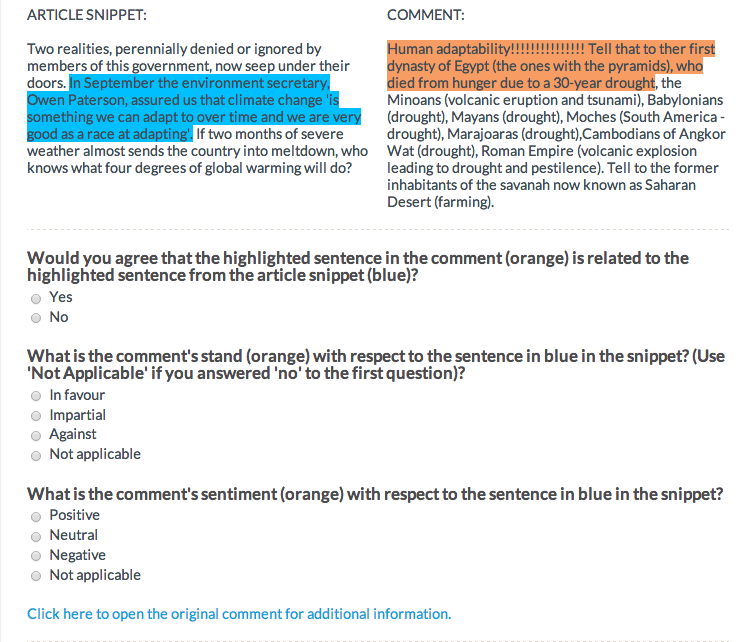 ARTICLE SNIPPET:
Two realities, perennially denied or ignored by
members of this government, now seep under their
doors. In September the environment secretary,
Owen Paterson, assured us that climate change 'is
something we can adapt to over time and we are very
good as a race at adapting'. If two months of severe
weather almost sends the country into meltdown, who
knows what four degrees of global warming will do?
COMMENT:
Human adaptability!!!!!!!!!!!!!!! Tell that to ther first
dynasty of Egypt (the ones with the pyramids), who
died from hunger due to a 30-year drought, the
Minoans (volcanic eruption and tsunami), Babylonians
(drought), Mayans (drought), Moches (South America -
drought), Marajoaras (drought),Cambodians of Angkor
Wat (drought), Roman Empire (volcanic explosion
leading to drought and pestilence). Tell to the former
inhabitants of the savanah now known as Saharan
Desert (farming).
Would you agree that the highlighted sentence in the comment (orange) is related to the
highlighted sentence from the article snippet (blue)?
Yes
No
What is the comment's stand (orange) with respect to the sentence in blue in the snippet? (Use
'Not Applicable' if you answered 'no' to the first question)?
In favour
Impartial
Against
Not applicable
What is the comment's sentiment (orange) with respect to the sentence in blue in the snippet?
Positive
Neutral
Negative
Not applicable
Click here to open the original comment for additional information.